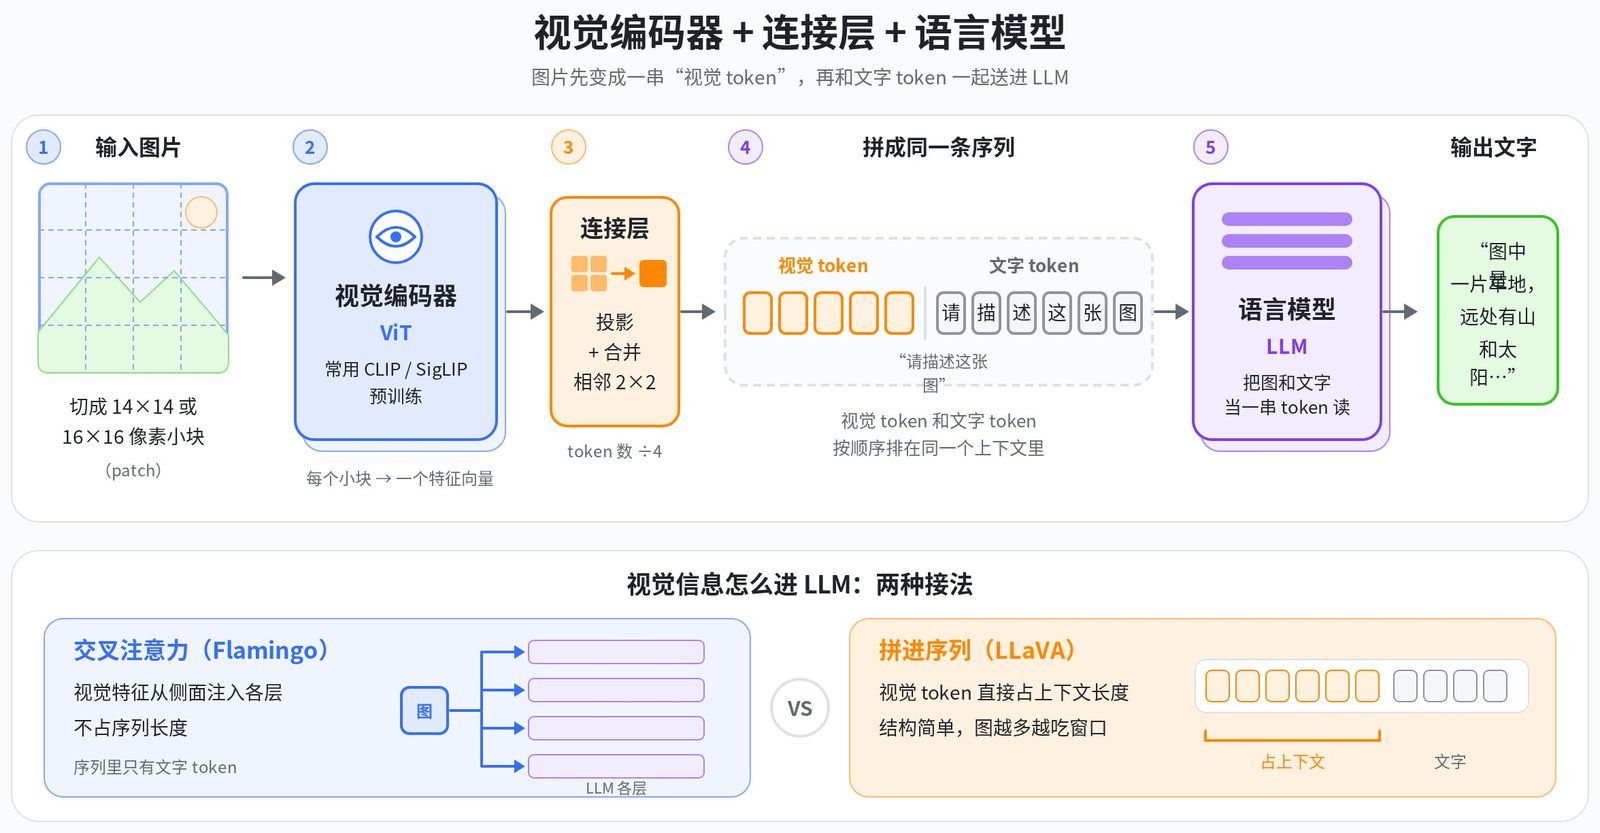 视觉编码器 + 连接层 + 语言模型
图片先变成一串“视觉 token”，再和文字 token 一起送进 LLM
1
输入图片
切成 14×14 或
16×16 像素小块
（patch）
2
视觉编码器
ViT
常用 CLIP / SigLIP
预训练
每个小块 → 一个特征向量
3
连接层
投影
+ 合并
相邻 2×2
token 数 ÷4
4
拼成同一条序列
视觉 token
文字 token
请 描 述 这 张 图
“请描述这张
图”
视觉 token 和文字 token
按顺序排在同一个上下文里
5
语言模型
LLM
把图和文字
当一串 token 读
输出文字
“图中
是
一片草地，
远处有山
和太
阳…”
视觉信息怎么进 LLM：两种接法
交叉注意力（Flamingo）
视觉特征从侧面注入各层
不占序列长度
序列里只有文字 token
图
LLM 各层
VS
拼进序列（LLaVA）
视觉 token 直接占上下文长度
结构简单，图越多越吃窗口
占上下文
文字